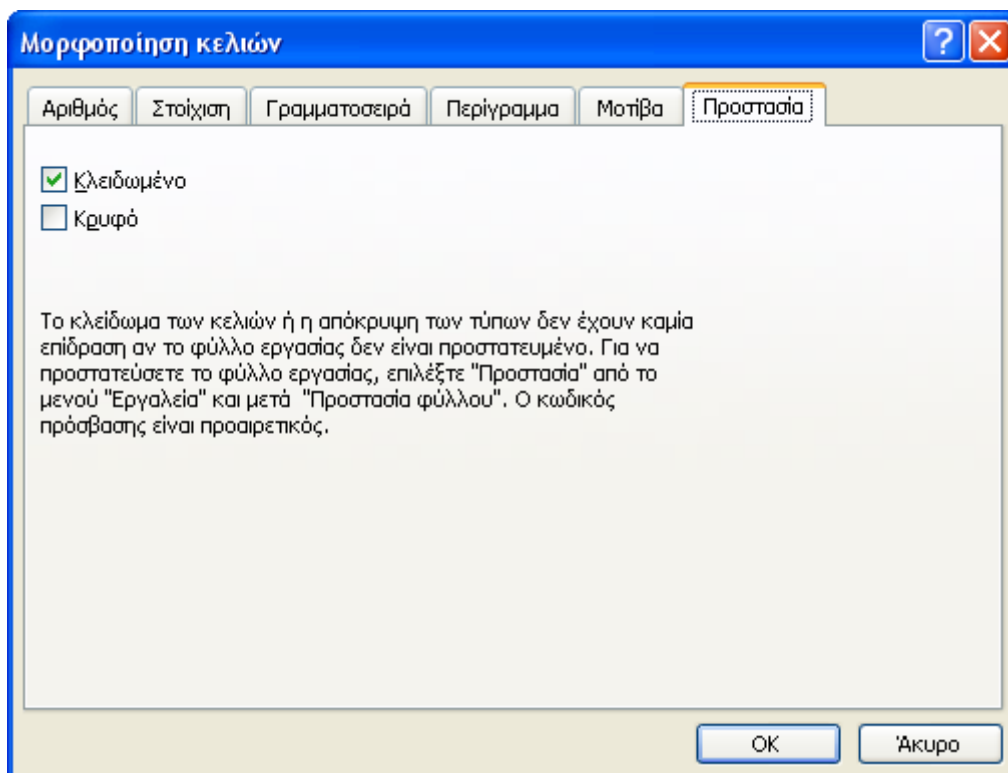 Μορφοποίηση κελιών
Αριθμός Στοίχιση Γραμματοσειρά Περίγραμμα Μοτίβα Προστασία
Κλειδωμένο
Κρυφό
Το κλείδωμα των κελιών ή η απόκρυψη των τύπων δεν έχουν καμία
επίδραση αν το φύλλο εργασίας δεν είναι προστατευμένο. Για να
προστατεύσετε το φύλλο εργασίας, επιλέξτε "Προστασία" από το
μενού "Εργαλεία" και μετά "Προστασία φύλλου". Ο κωδικός
πρόσβασης είναι προαιρετικός.
OK Άκυρο